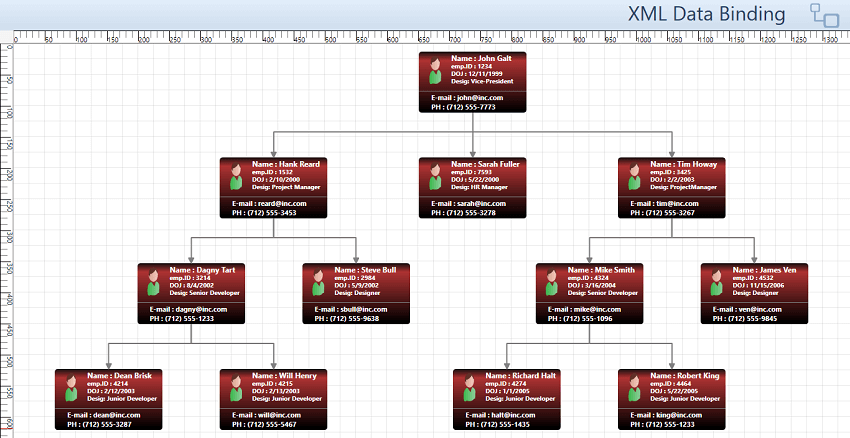 XML Data Binding
0 50 100 150 200 250 300 350 400 450 500 550 600 650 700 750 800 850 900 950 1000 1050 1100 1150 1200 1250 1300
0
50
100
150
200
250
300
350
400
450
500
550
600
Name : John Galt
emp.ID : 1234
DOJ : 12/11/1999
Desig: Vice-President
E-mail : john@inc.com
PH : (712) 555-7773
Name : Hank Reard
emp.ID : 1532
DOJ : 2/10/2000
Desig: Project Manager
E-mail : reard@inc.com
PH : (712) 555-3453
Name : Sarah Fuller
emp.ID : 7593
DOJ : 5/22/2000
Desig: HR Manager
E-mail : sarah@inc.com
PH : (712) 555-3278
Name : Tim Howay
emp.ID : 3425
DOJ : 2/2/2003
Desig: ProjectManager
E-mail : tim@inc.com
PH : (712) 555-3267
Name : Dagny Tart
emp.ID : 3214
DOJ : 8/4/2002
Desig: Senior Developer
E-mail : dagny@inc.com
PH : (712) 555-1233
Name : Steve Bull
emp.ID : 2984
DOJ : 5/9/2002
Desig: Designer
E-mail : sbull@inc.com
PH : (712) 555-9638
Name : Mike Smith
emp.ID : 4324
DOJ : 3/16/2004
Desig: Senior Developer
E-mail : mike@inc.com
PH : (712) 555-1096
Name : James Ven
emp.ID : 4532
DOJ : 11/15/2006
Desig: Designer
E-mail : ven@inc.com
PH : (712) 555-9845
Name : Dean Brisk
emp.ID : 4214
DOJ : 2/12/2003
Desig: Junior Developer
E-mail : dean@inc.com
PH : (712) 555-3287
Name : Will Henry
emp.ID : 4215
DOJ : 2/13/2003
Desig: Junior Developer
E-mail : will@inc.com
PH : (712) 555-5467
Name : Richard Halt
emp.ID : 4274
DOJ : 1/1/2005
Desig: Junior Developer
E-mail : halt@inc.com
PH : (712) 555-1435
Name : Robert King
emp.ID : 4464
DOJ : 5/22/2005
Desig: Junior Developer
E-mail : king@inc.com
PH : (712) 555-1233